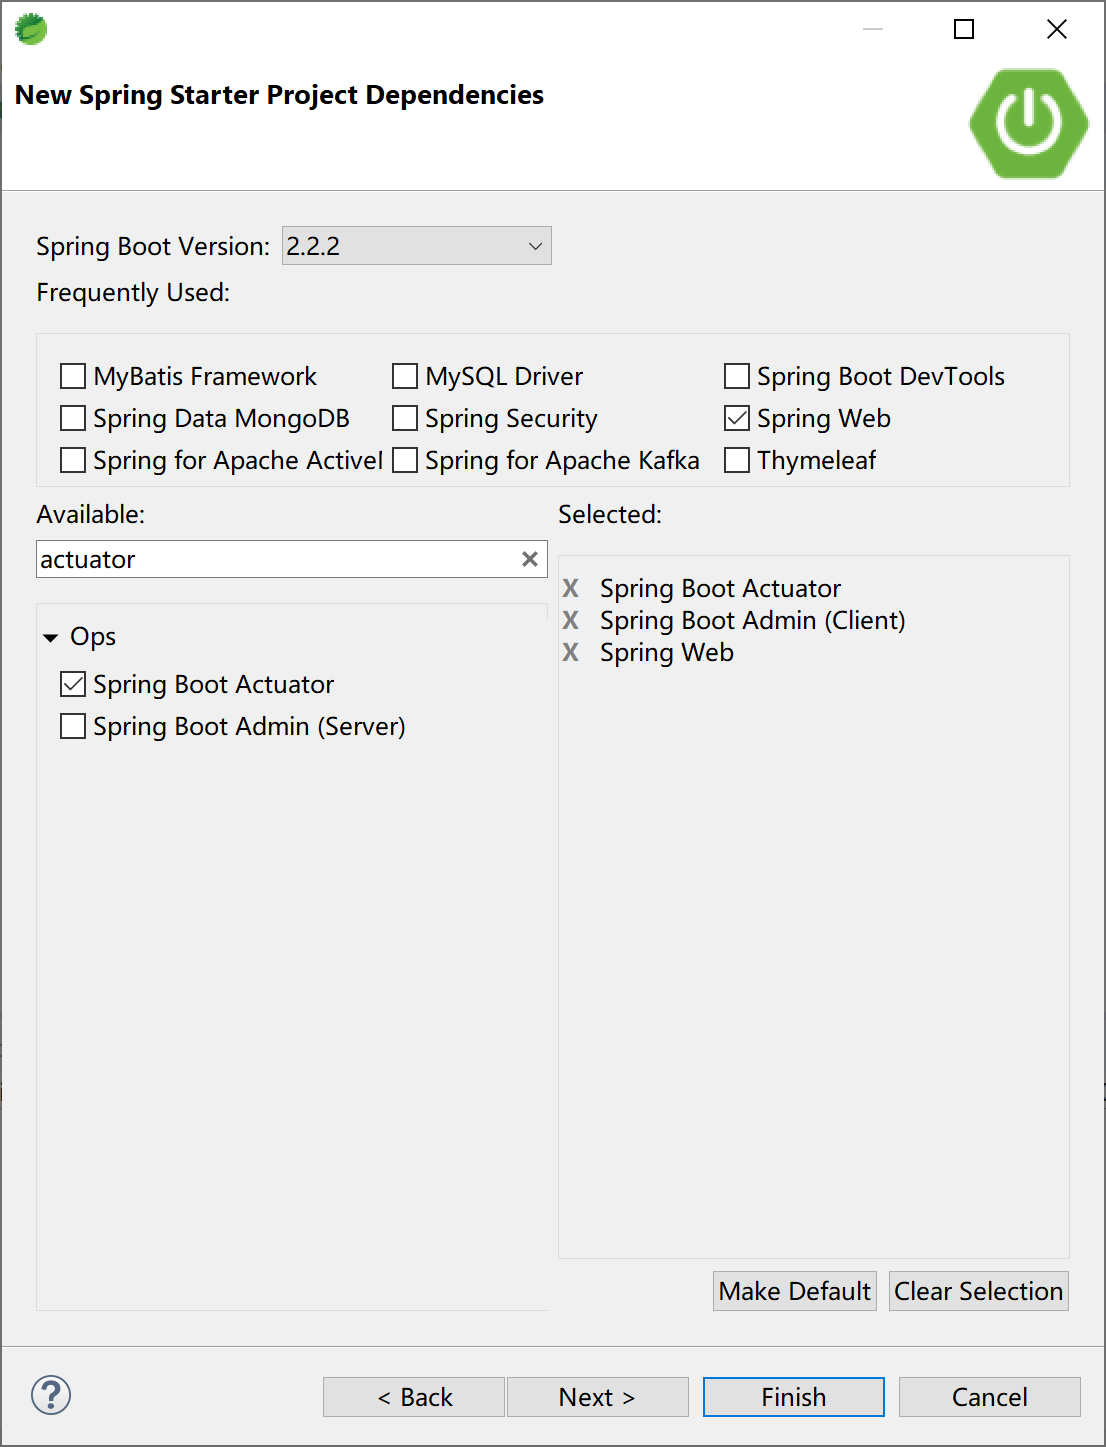 New Spring Starter Project Dependencies
Spring Boot Version: 2.2.2
Frequently Used:
MyBatis Framework MySQL Driver Spring Boot DevTools
Spring Data MongoDB Spring Security Spring Web
Spring for Apache Spring for Apache Kafka Thymeleaf
Available: Selected:
actuator
Ops
Spring Boot Actuator
Spring Boot Admin (Server)
X Spring Boot Actuator
X Spring Boot Admin (Client)
X Spring Web
Make Default Clear Selection
? < Back Next > Finish Cancel